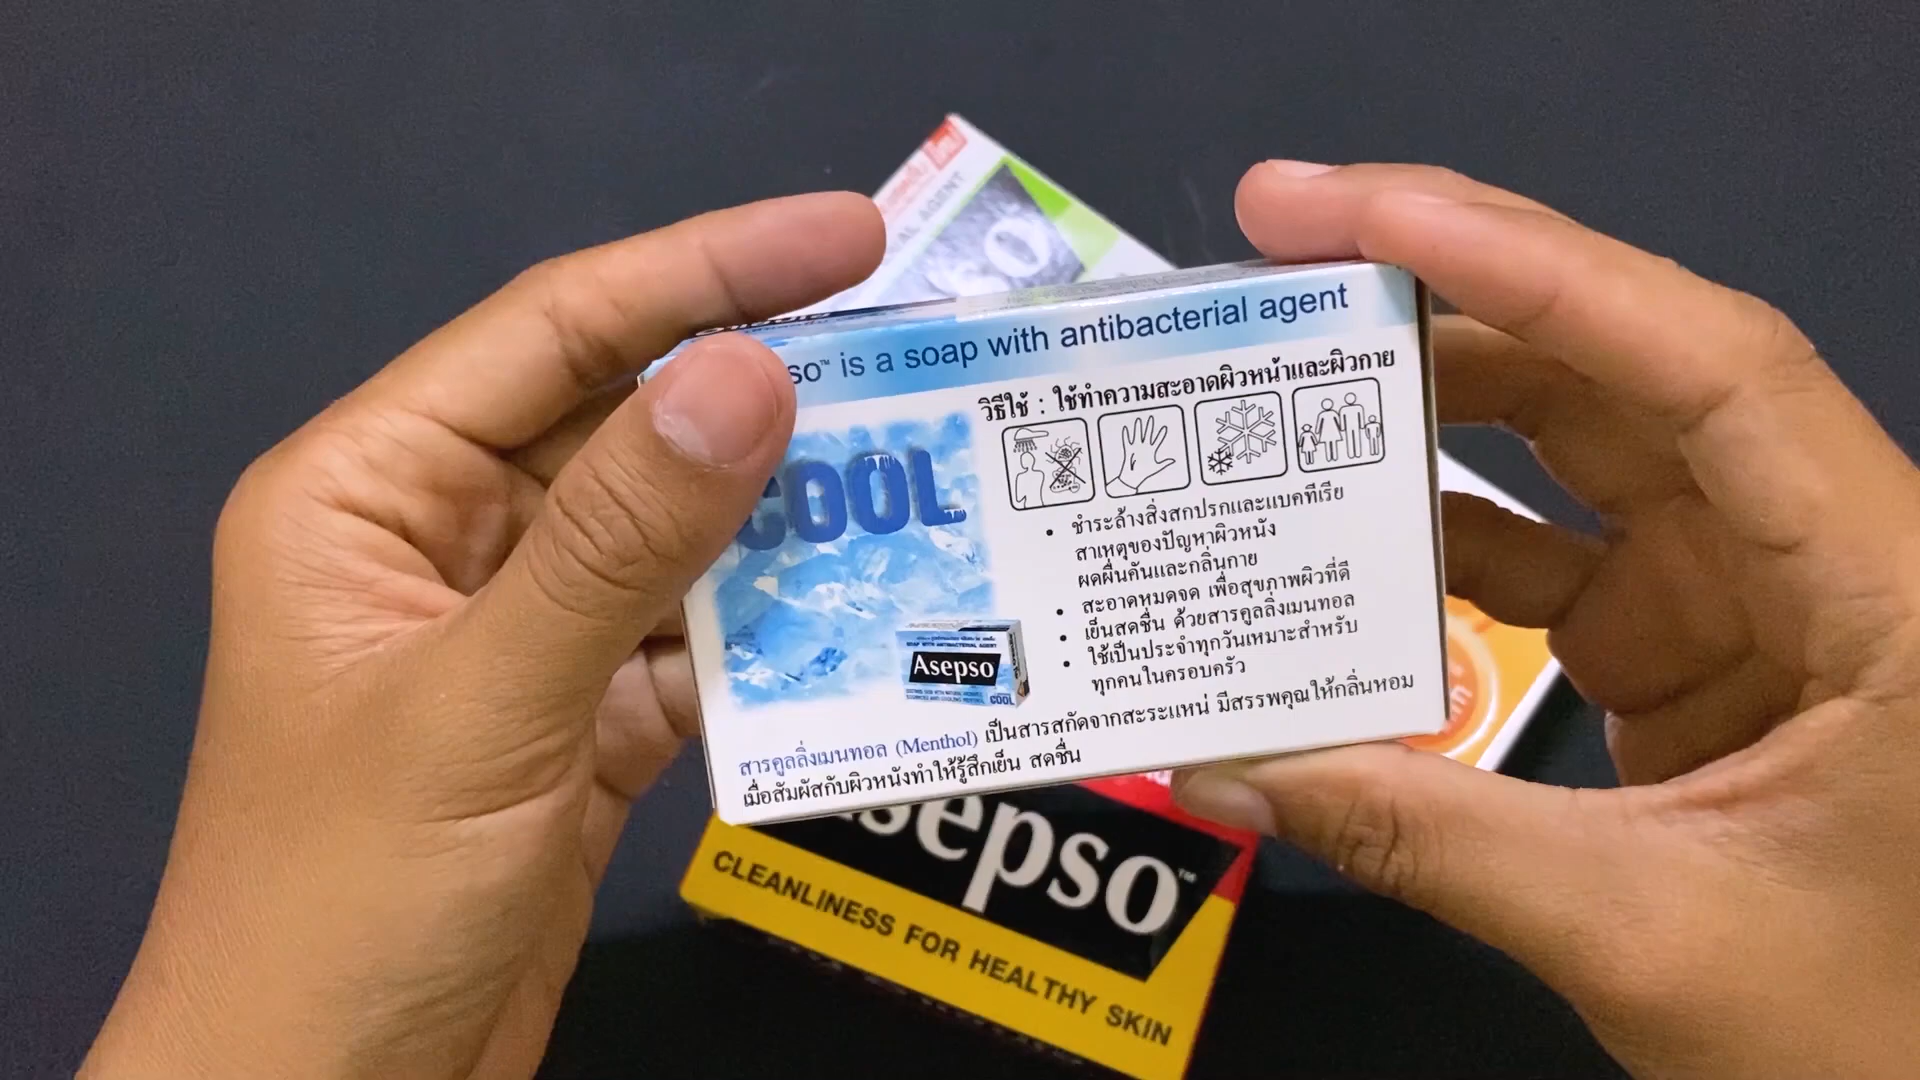 AL AGENT
so™ is a soap with antibacterial agent
วิธีใช้ : ใช้ทำความสะอาดผิวหน้าและผิวกาย
COOL
• ชำระล้างสิ่งสกปรกและแบคทีเรีย
สาเหตุของปัญหาผิวหนัง
ผดผื่นคันและกลิ่นกาย
• สะอาดหมดจด เพื่อสุขภาพผิวที่ดี
• เย็นสดชื่น ด้วยสารคูลลิ่งเมนทอล
• ใช้เป็นประจำทุกวันเหมาะสำหรับ
ทุกคนในครอบครัว
SOAP WITH ANTIBACTERIAL AGENT
Asepso
COOL
สารคูลลิ่งเมนทอล (Menthol) เป็นสารสกัดจากสะระแหน่ มีสรรพคุณให้กลิ่นหอม
เมื่อสัมผัสกับผิวหนังทำให้รู้สึกเย็น สดชื่น
Asepso™
CLEANLINESS FOR HEALTHY SKIN